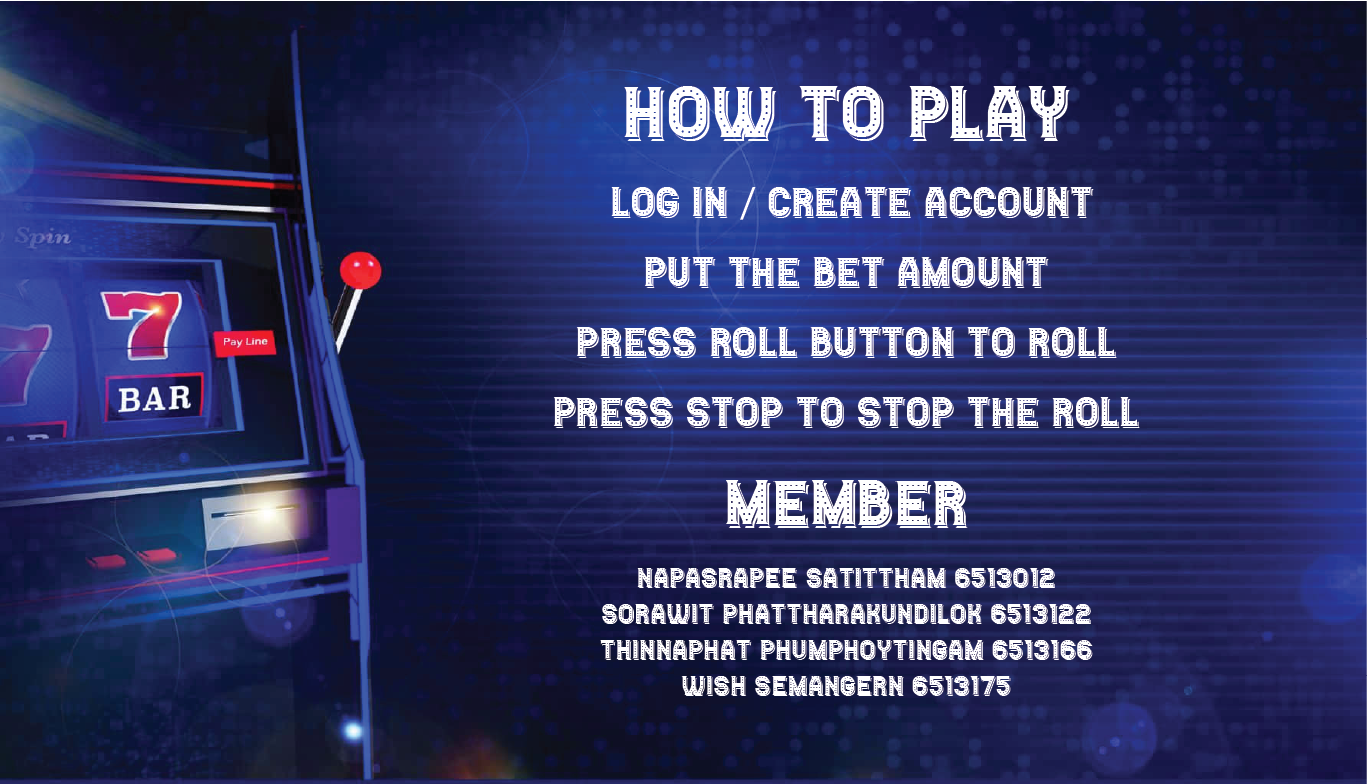 HOW TO PLAY
LOG IN / CREATE ACCOUNT
PUT THE BET AMOUNT
PRESS ROLL BUTTON TO ROLL
PRESS STOP TO STOP THE ROLL
MEMBER
NAPASRAPEE SATITTHAM 6513012
SORAWIT PHATTHARAKUNDILOK 6513122
THINNAPHAT PHUMPHOYTINGAM 6513166
WISH SEMANGERN 6513175
Spin
7
Pay Line
BAR